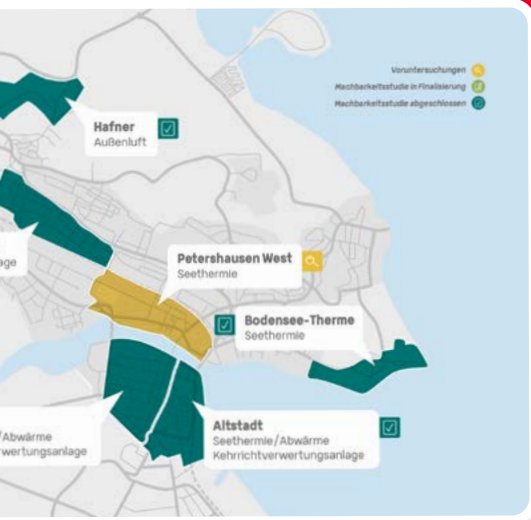 Voruntersuchungen
Machbarkeitsstudie in Finalisierung
Machbarkeitsstudie abgeschlossen
Hafner
Außenluft
age
Petershausen West
Seethermie
Bodensee-Therme
Seethermie
/Abwärme
wertungsanlage
Altstadt
Seethermie/Abwärme
Kehrrichtverwertungsanlage